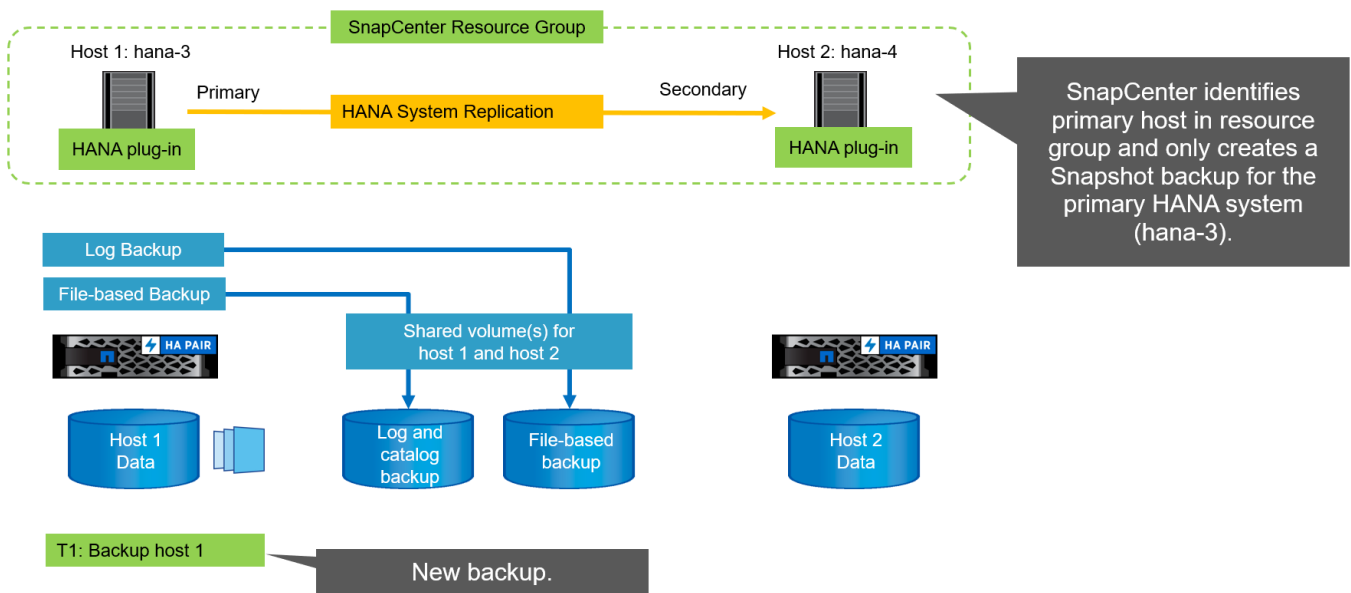 SnapCenter Resource Group
Host 1: hana-3
Host 2: hana-4
Primary
HANA System Replication
Secondary
HANA plug-in
HANA plug-in
SnapCenter identifies
primary host in resource
group and only creates a
Snapshot backup for the
primary HANA system
(hana-3).
Log Backup
File-based Backup
Shared volume(s) for
host 1 and host 2
HA PAIR
HA PAIR
Host 1
Data
Log and
catalog
backup
File-based
backup
Host 2
Data
T1: Backup host 1
New backup.